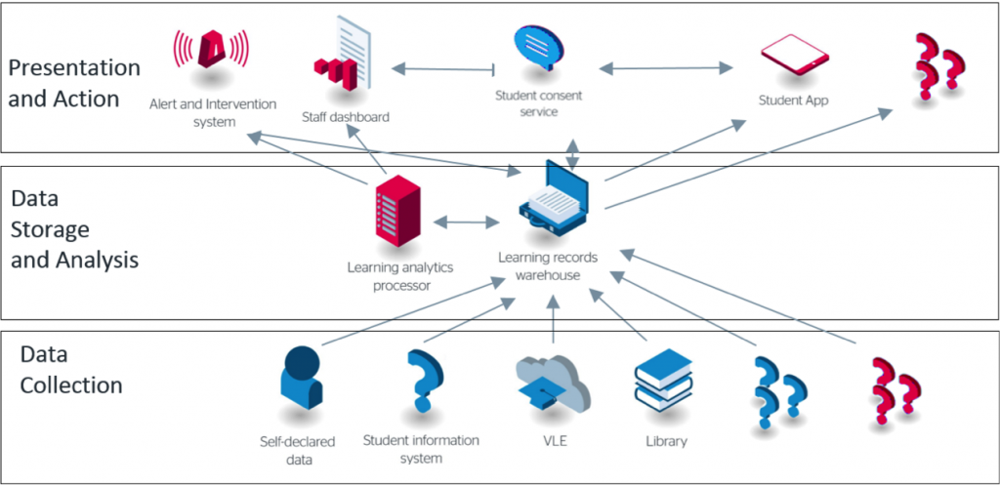 Presentation
and Action
Alert and Intervention
system
Staff dashboard
Student consent
service
Student App
Data
Storage
and Analysis
Learning analytics
processor
Learning records
warehouse
Data
Collection
Self-declared
data
Student information
system
VLE
Library